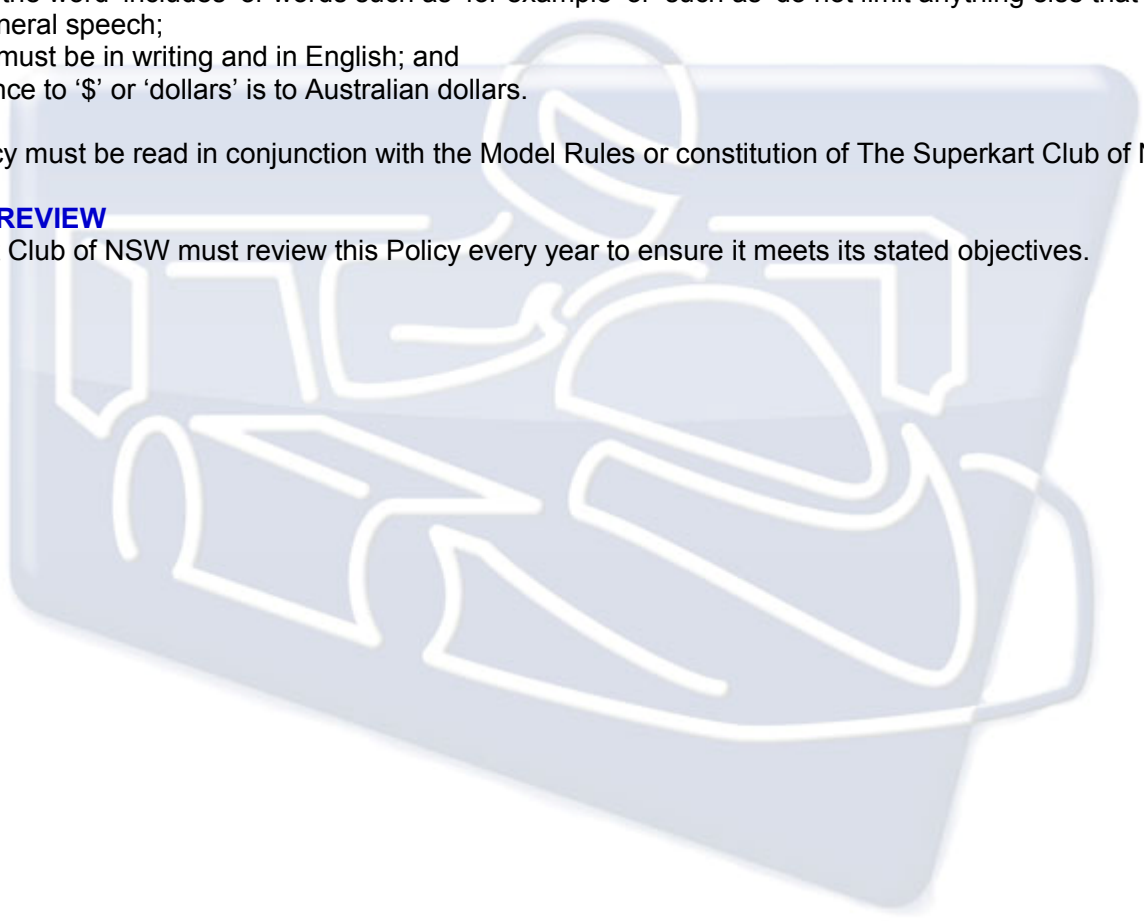 the word ‘includes’ or words such as ‘for example’ or ‘such as’ do not limit anything else that
neral speech;
must be in writing and in English; and
nce to ‘$’ or ‘dollars’ is to Australian dollars.
cy must be read in conjunction with the Model Rules or constitution of The Superkart Club of
REVIEW
Club of NSW must review this Policy every year to ensure it meets its stated objectives.